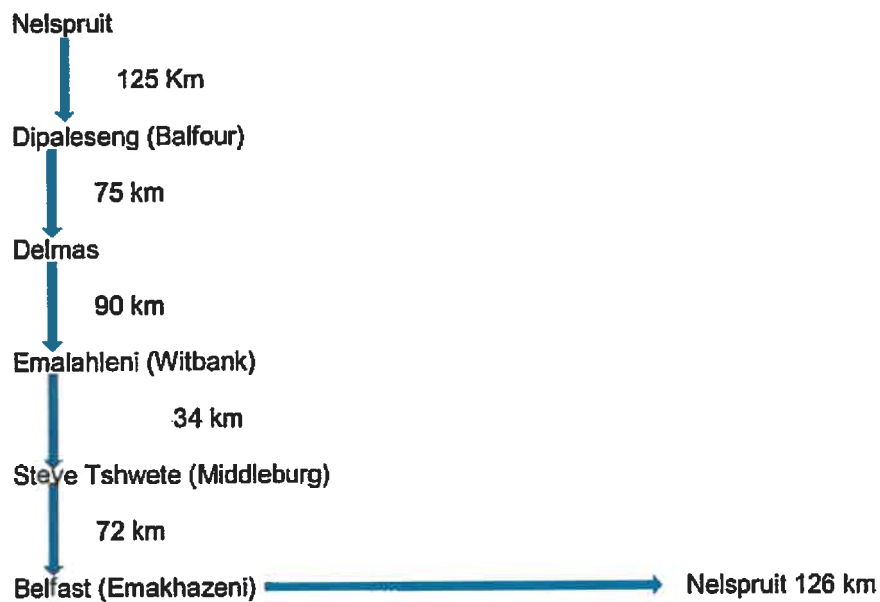 Nelspruit
125 Km
Dipaleseng (Balfour)
75 km
Delmas
90 km
Emalahleni (Witbank)
34 km
Steve Tshwete (Middleburg)
72 km
Belfast (Emakhazeni) Nelspruit 126 km